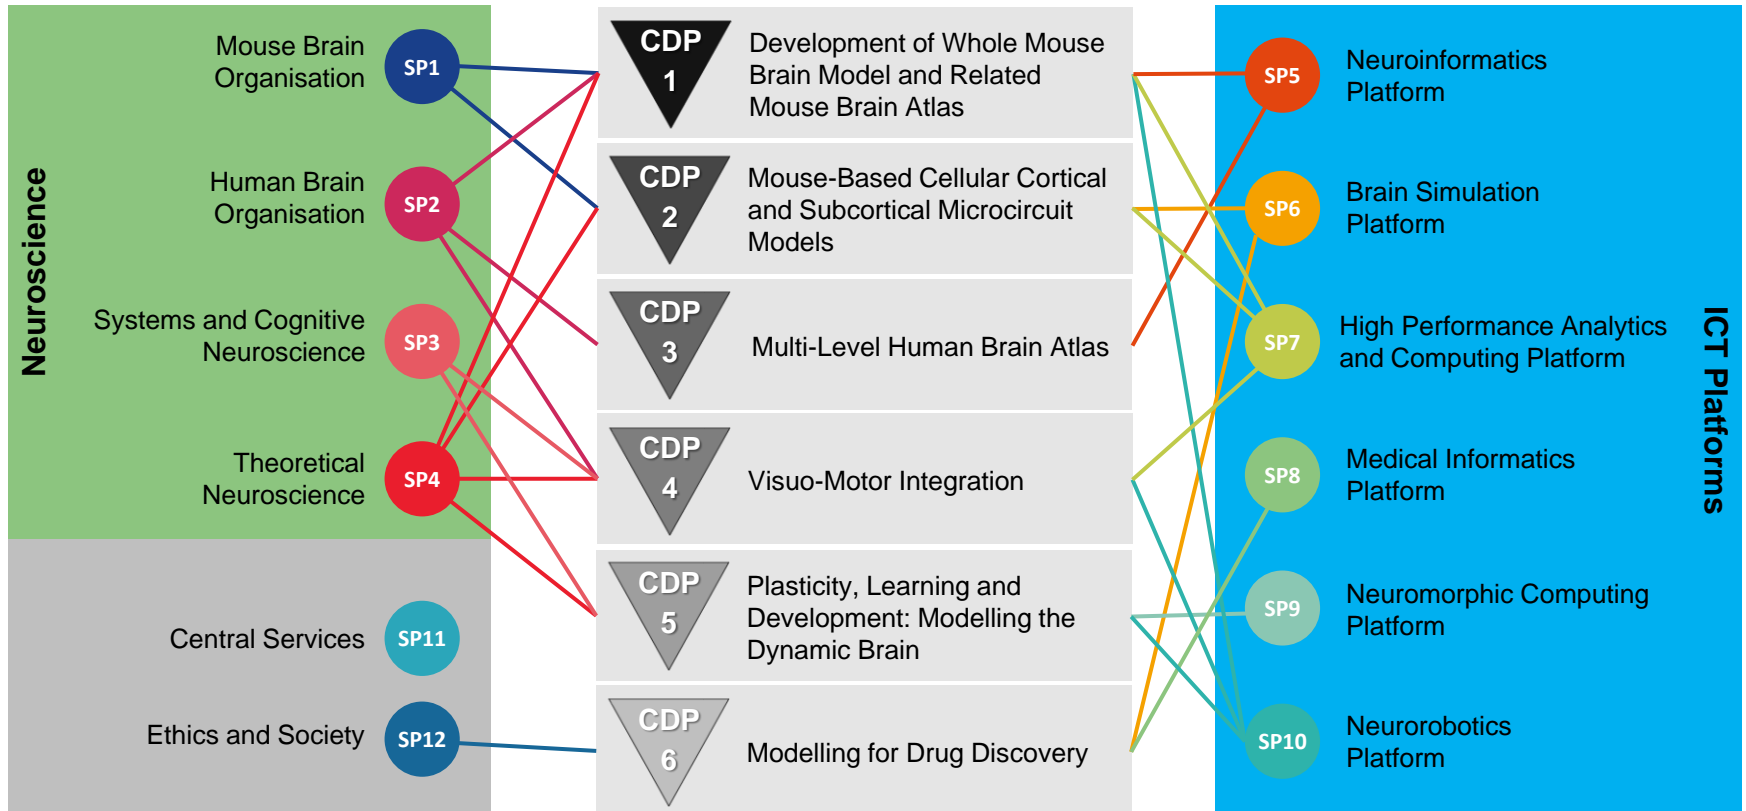 Neuroscience
Mouse Brain
Organisation
SP1
Human Brain
Organisation
SP2
Systems and Cognitive
Neuroscience
SP3
Theoretical
Neuroscience
SP4
Central Services
SP11
Ethics and Society
SP12
CDP
1
Development of Whole Mouse
Brain Model and Related
Mouse Brain Atlas
CDP
2
Mouse-Based Cellular Cortical
and Subcortical Microcircuit
Models
CDP
3
Multi-Level Human Brain Atlas
CDP
4
Visuo-Motor Integration
CDP
5
Plasticity, Learning and
Development: Modelling the
Dynamic Brain
CDP
6
Modelling for Drug Discovery
SP5
Neuroinformatics
Platform
SP6
Brain Simulation
Platform
SP7
High Performance Analytics
and Computing Platform
SP8
Medical Informatics
Platform
SP9
Neuromorphic Computing
Platform
SP10
Neurorobotics
Platform
ICT Platforms